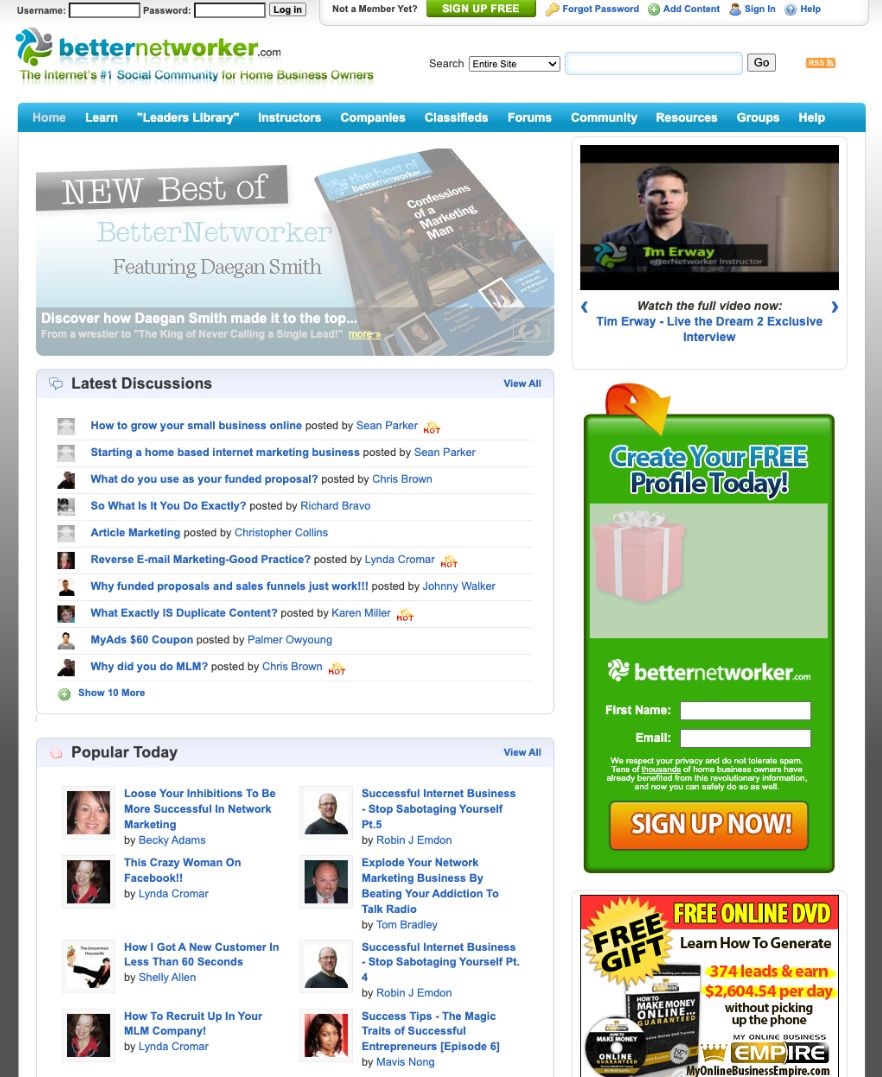 Username: Password: Log in
Not a Member Yet? SIGN UP FREE Forgot Password Add Content Sign In Help
betternetworker.com
The Internet's #1 Social Community for Home Business Owners
Search Entire Site Go RSS
Home Learn "Leaders Library" Instructors Companies Classifieds Forums Community Resources Groups Help
NEW Best of
BetterNetworker
Featuring Daegan Smith
the best of
betternetworker
Confessions
of a
Marketing
Man
Discover how Daegan Smith made it to the top...
From a wrestler to "The King of Never Calling a Single Lead!" more »
Tim Erway
etterNetworker Instructor
Watch the full video now:
Tim Erway - Live the Dream 2 Exclusive
Interview
Latest Discussions View All
How to grow your small business online posted by Sean Parker HOT
Starting a home based internet marketing business posted by Sean Parker
What do you use as your funded proposal? posted by Chris Brown
So What Is It You Do Exactly? posted by Richard Bravo
Article Marketing posted by Christopher Collins
Reverse E-mail Marketing-Good Practice? posted by Lynda Cromar HOT
Why funded proposals and sales funnels just work!!! posted by Johnny Walker
What Exactly IS Duplicate Content? posted by Karen Miller HOT
MyAds $60 Coupon posted by Palmer Owyoung
Why did you do MLM? posted by Chris Brown HOT
Show 10 More
Create Your FREE
Profile Today!
betternetworker.com
First Name:
Email:
We respect your privacy and do not tolerate spam.
Tens of thousands of home business owners have
already benefited from this revolutionary information,
and now you can safely do so as well.
SIGN UP NOW!
Popular Today View All
Loose Your Inhibitions To Be
More Successful In Network
Marketing
by Becky Adams
Successful Internet Business
- Stop Sabotaging Yourself
Pt.5
by Robin J Emdon
This Crazy Woman On
Facebook!!
by Lynda Cromar
Explode Your Network
Marketing Business By
Beating Your Addiction To
Talk Radio
by Tom Bradley
How I Got A New Customer In
Less Than 60 Seconds
by Shelly Allen
Successful Internet Business
- Stop Sabotaging Yourself Pt.
4
by Robin J Emdon
How To Recruit Up In Your
MLM Company!
by Lynda Cromar
Success Tips - The Magic
Traits of Successful
Entrepreneurs [Episode 6]
by Mavis Nong
FREE
GIFT
FREE ONLINE DVD
Learn How To Generate
374 leads & earn
$2,604.54 per day
without picking
up the phone
HOW TO MAKE MONEY
ONLINE...
GUARANTEED
HOW TO
MAKE MONEY
ONLINE
GUARANTEED
MY ONLINE BUSINESS
EMPIRE
MyOnlineBusinessEmpire.com